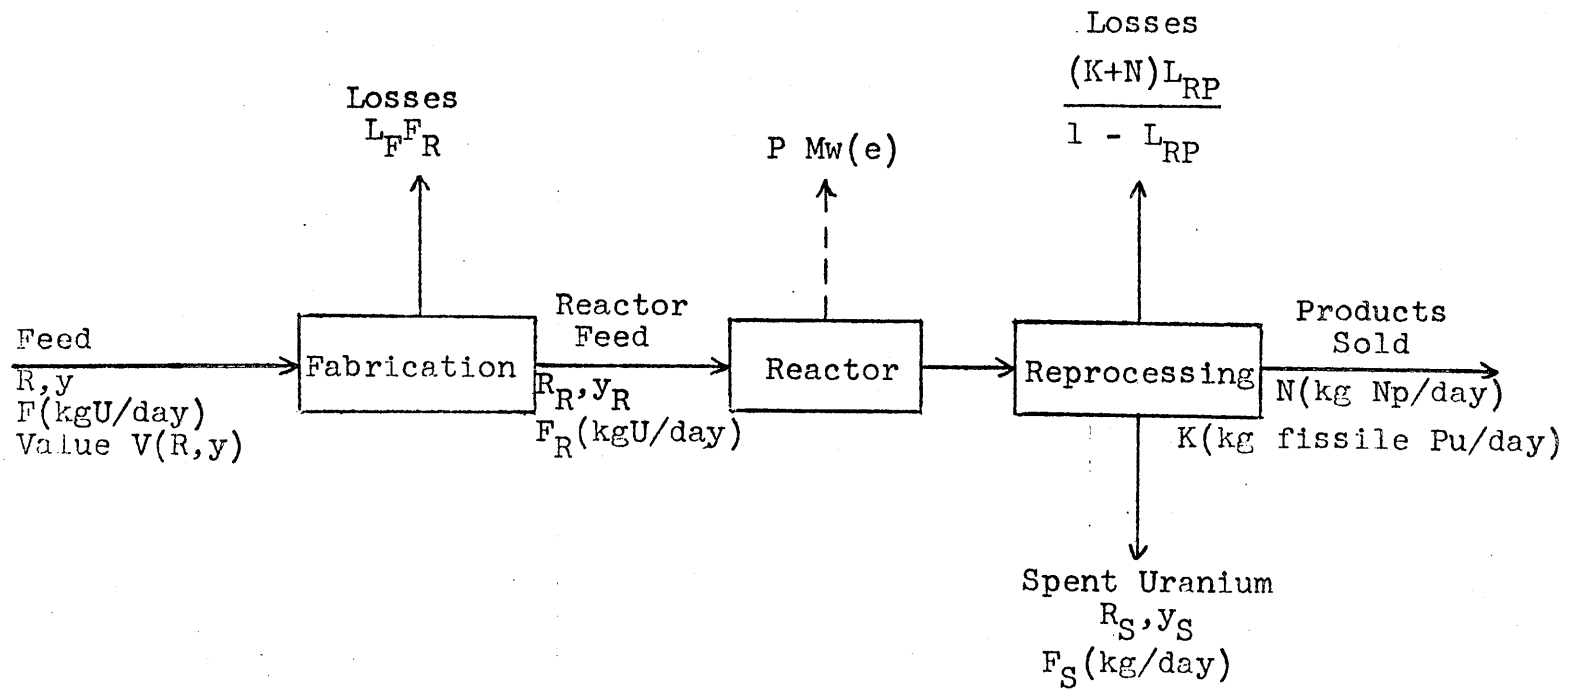 Losses
(K+N)L_RP
1 - L_RP
Losses
L_F F_R
P Mw(e)
Feed
R,y
F(kgU/day)
Value V(R,y)
Fabrication
Reactor
Feed
R_R,y_R
F_R(kgU/day)
Reactor
Reprocessing
Products
Sold
N(kg Np/day)
K(kg fissile Pu/day)
Spent Uranium
R_S,y_S
F_S(kg/day)